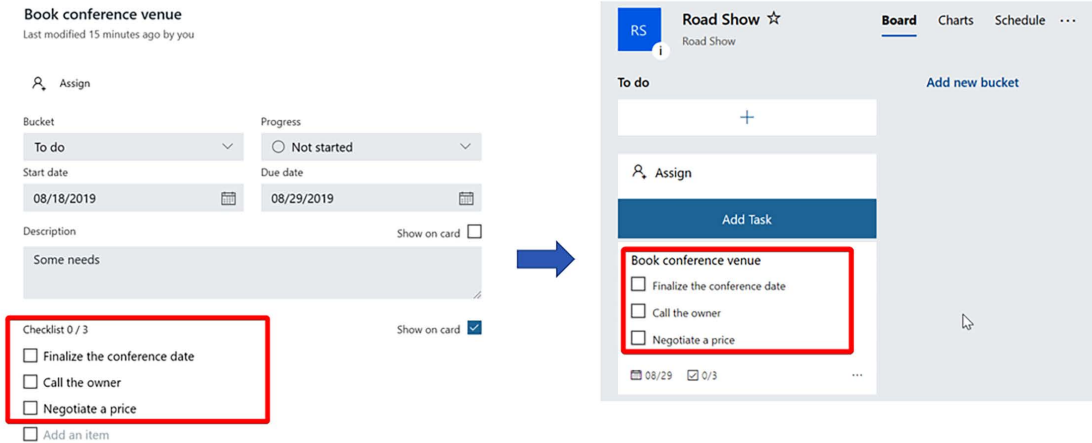 Book conference venue
Last modified 15 minutes ago by you
Assign
Bucket
Progress
To do
Not started
Start date
Due date
08/18/2019
08/29/2019
Description
Show on card
Some needs
Checklist 0 / 3
Show on card
Finalize the conference date
Call the owner
Negotiate a price
Add an item
RS
i
Road Show
Road Show
Board
Charts
Schedule
...
To do
Add new bucket
+
Assign
Add Task
Book conference venue
Finalize the conference date
Call the owner
Negotiate a price
08/29
0/3
...